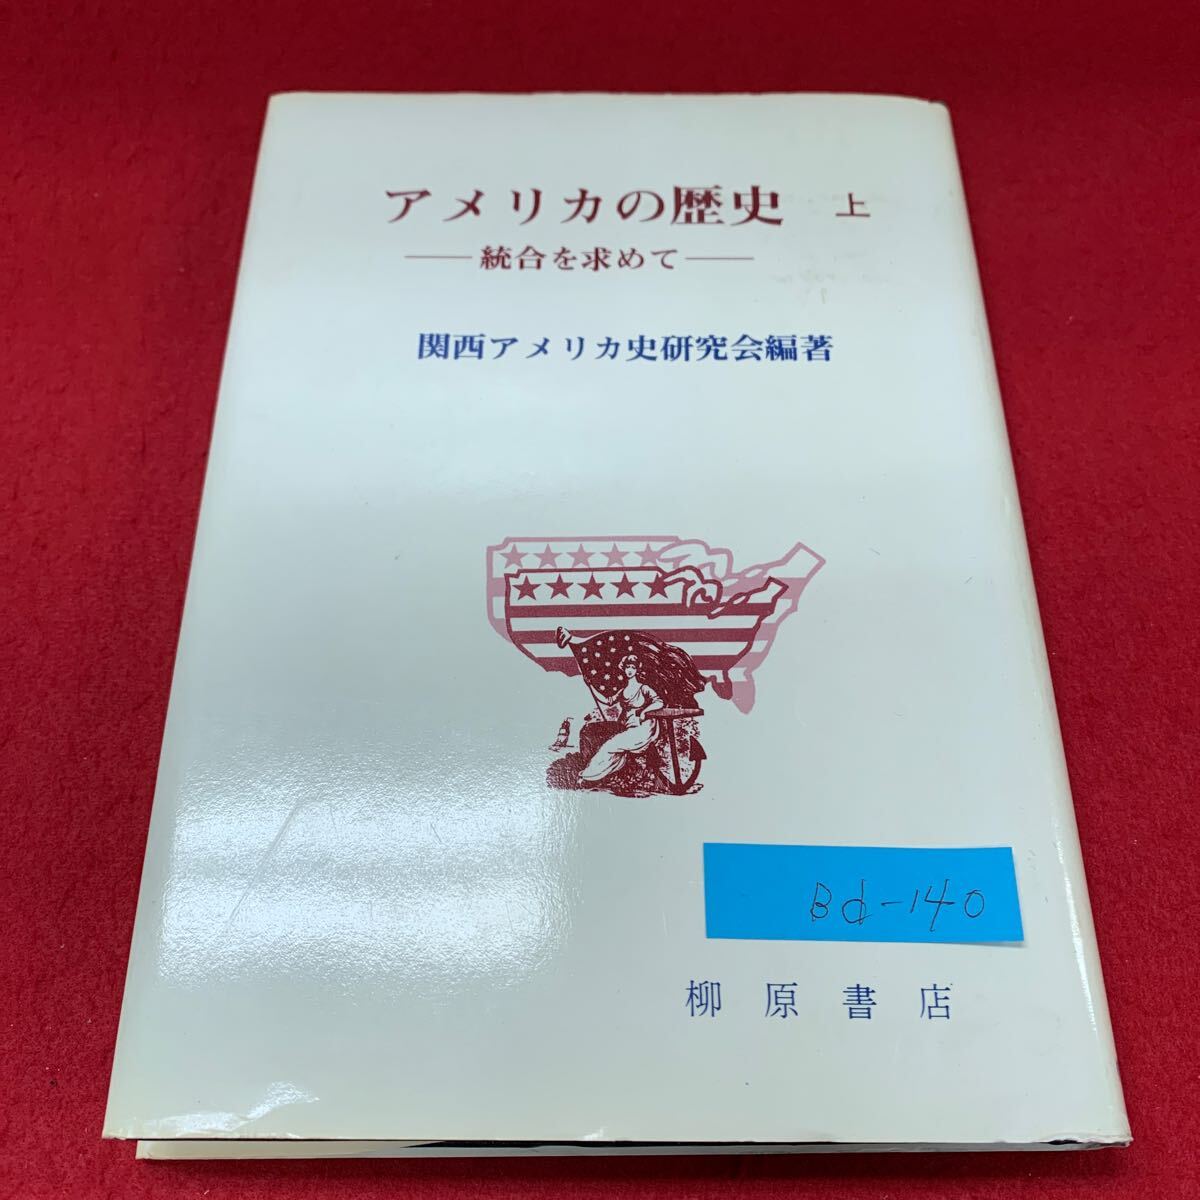 アメリカの歴史 上
――統合を求めて――
関西アメリカ史研究会編著
Bd-140
柳原書店